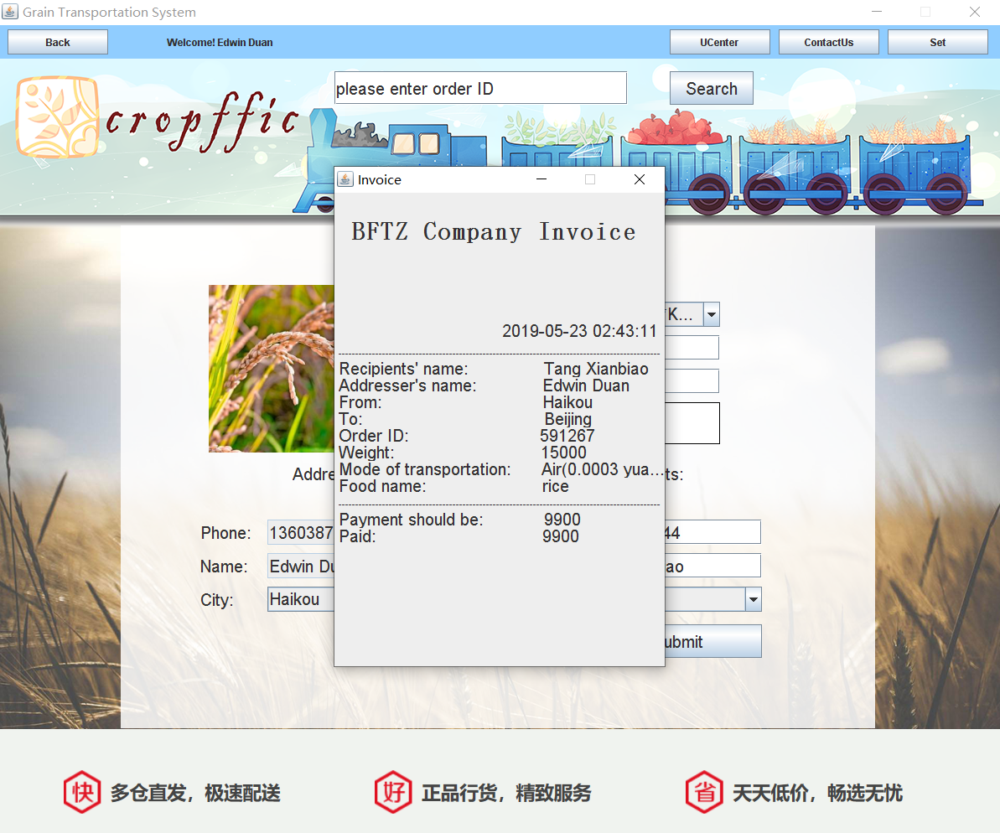 Grain Transportation System
Back
Welcome! Edwin Duan
UCenter
ContactUs
Set
cropffic
please enter order ID
Search
Invoice
BFTZ Company Invoice
2019-05-23 02:43:11
Recipients' name: Tang Xianbiao
Addresser's name: Edwin Duan
From: Haikou
To: Beijing
Order ID: 591267
Weight: 15000
Mode of transportation: Air(0.0003 yua...
Food name: rice
Payment should be: 9900
Paid: 9900
K...
Addre
ts:
Phone: 1360387
44
Name: Edwin Du
ao
City: Haikou
ubmit
快 多仓直发，极速配送
好 正品行货，精致服务
省 天天低价，畅选无忧